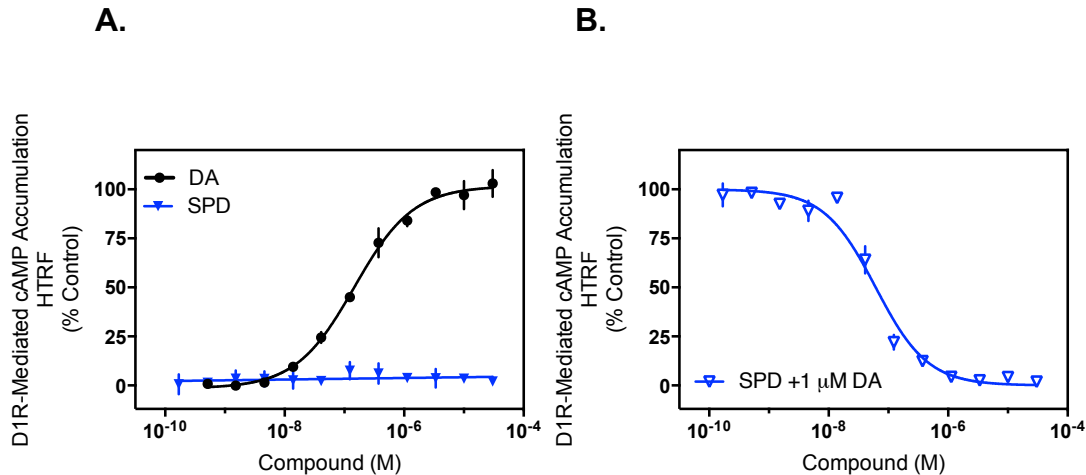 A.
D1R-Mediated cAMP Accumulation
HTRF
(% Control)
100
75
50
25
0
DA
SPD
10-10
10-8
10-6
10-4
Compound (M)
B.
D1R-Mediated cAMP Accumulation
HTRF
(% Control)
100
75
50
25
0
SPD +1 μM DA
10-10
10-8
10-6
10-4
Compound (M)